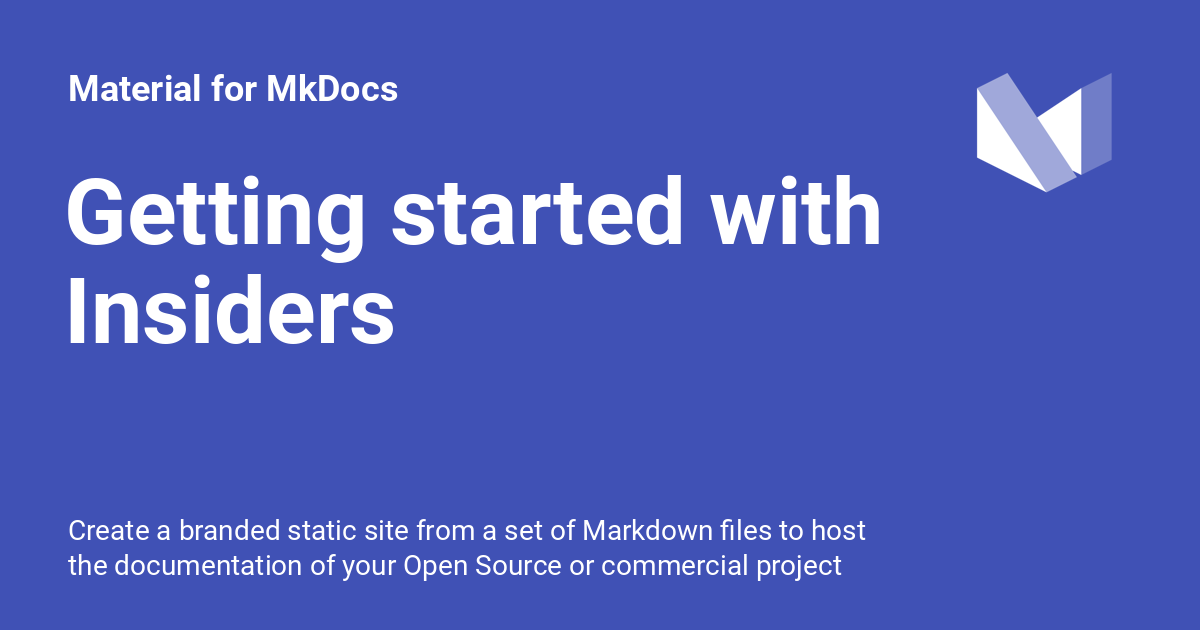 Material for MkDocs
Getting started with
Insiders
Create a branded static site from a set of Markdown files to host
the documentation of your Open Source or commercial project